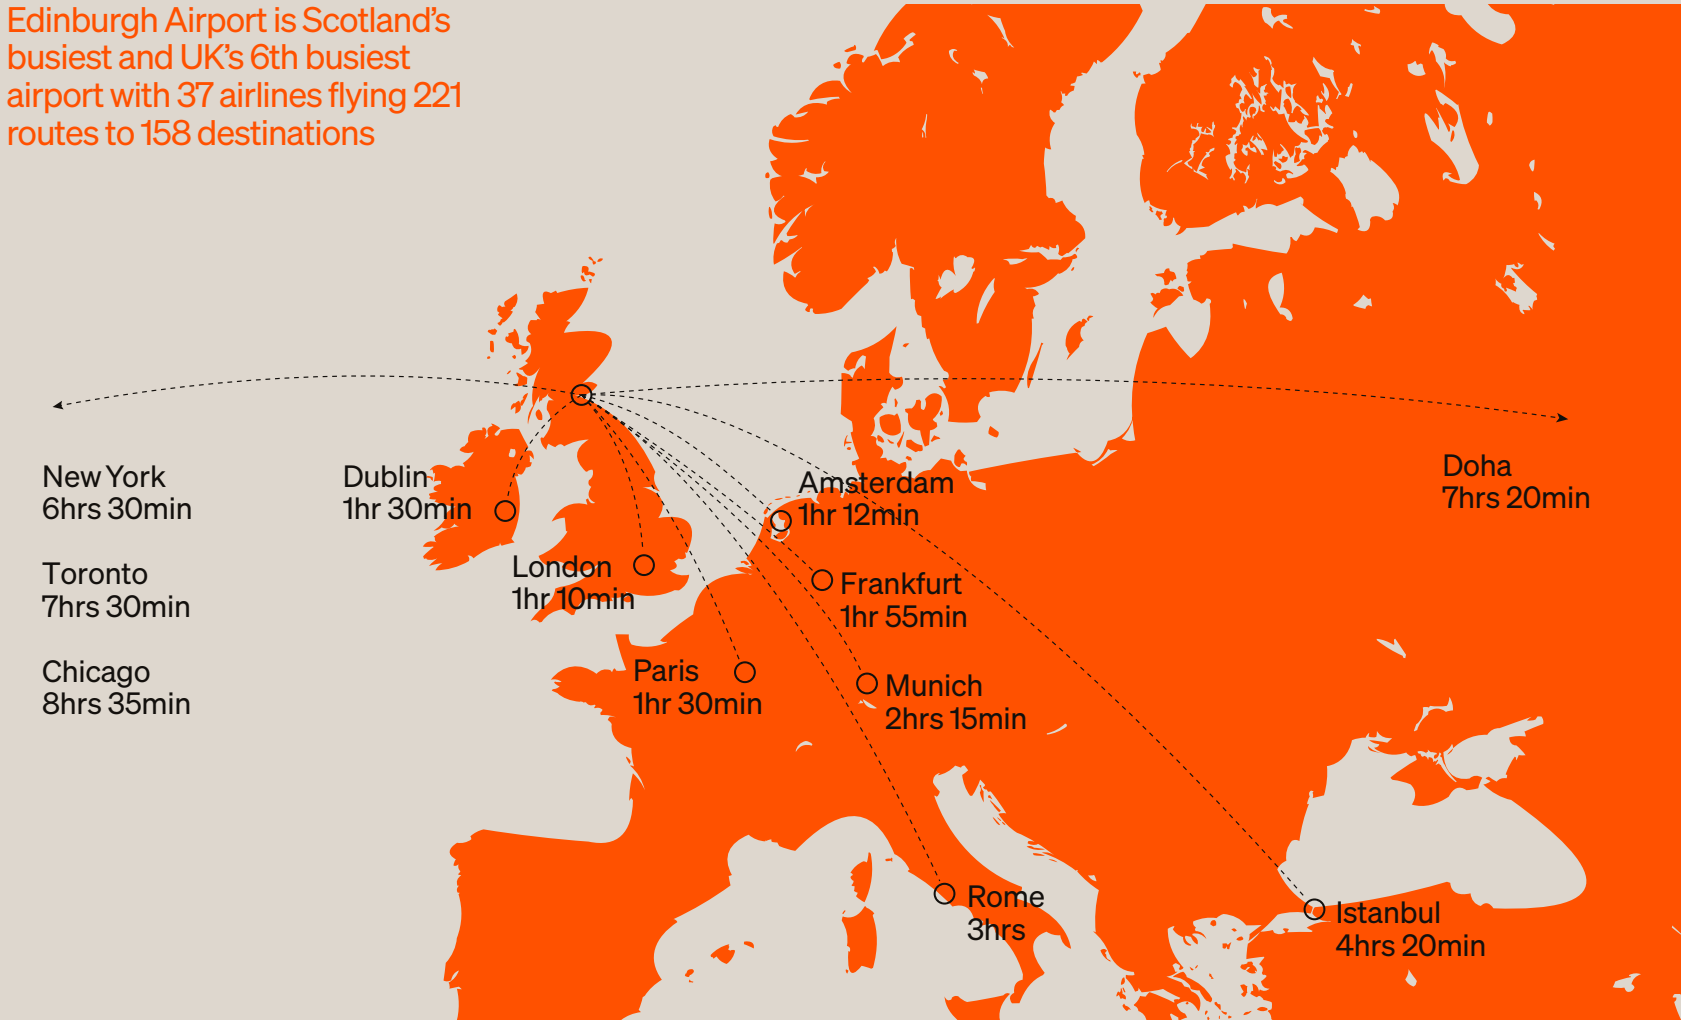 Edinburgh Airport is Scotland’s
busiest and UK’s 6th busiest
airport with 37 airlines flying 221
routes to 158 destinations
New York
6hrs 30min
Toronto
7hrs 30min
Chicago
8hrs 35min
Dublin
1hr 30min
London
1hr 10min
Paris
1hr 30min
Amsterdam
1hr 12min
Frankfurt
1hr 55min
Munich
2hrs 15min
Rome
3hrs
Istanbul
4hrs 20min
Doha
7hrs 20min